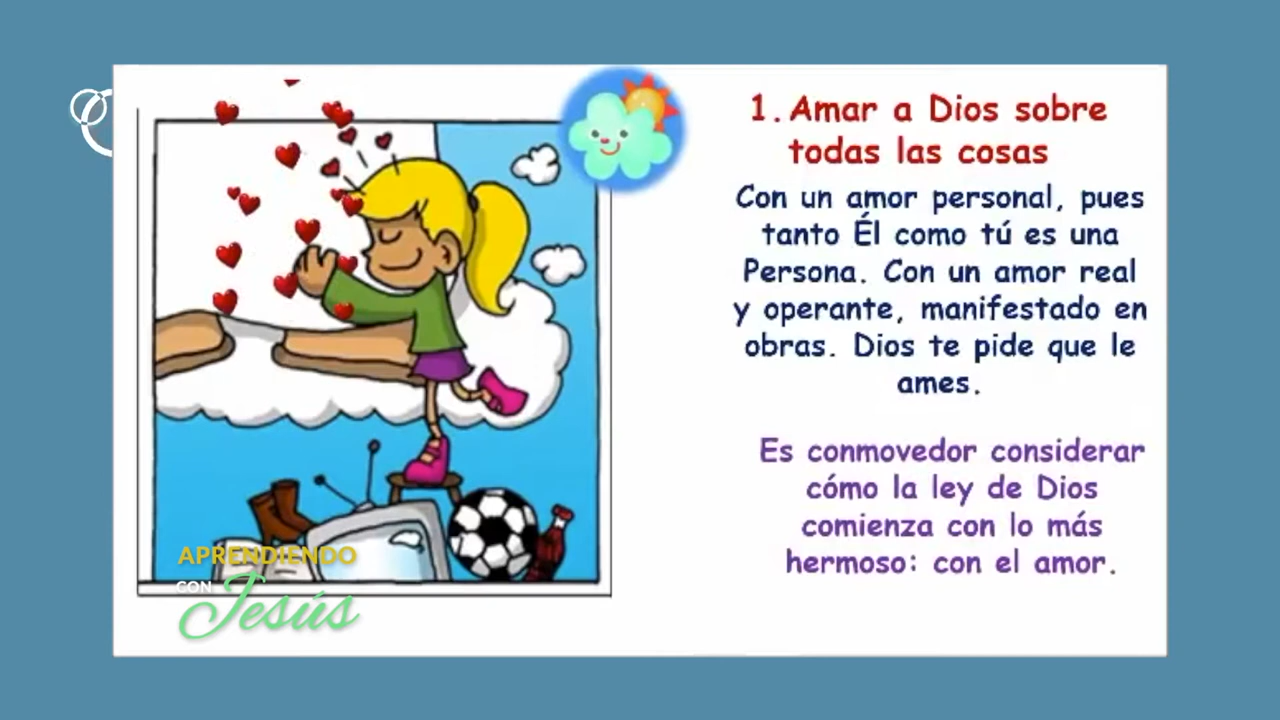 1. Amar a Dios sobre
todas las cosas
Con un amor personal, pues
tanto Él como tú es una
Persona. Con un amor real
y operante, manifestado en
obras. Dios te pide que le
ames.
Es conmovedor considerar
cómo la ley de Dios
comienza con lo más
hermoso: con el amor.
APRENDIENDO
CON
Jesús